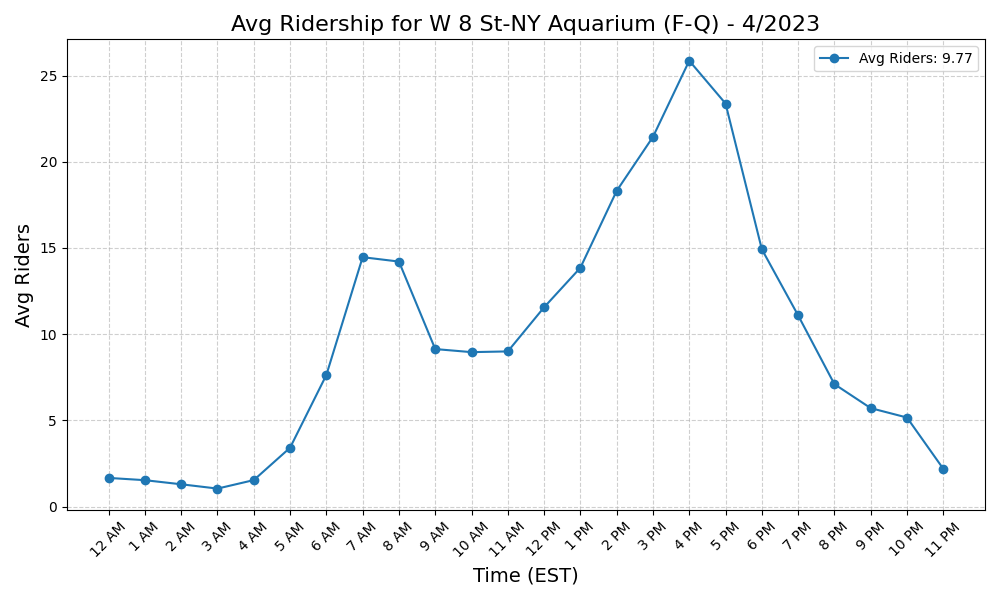 Avg Ridership for W 8 St-NY Aquarium (F-Q) - 4/2023
Avg Riders: 9.77
Avg Riders
25
20
15
10
5
0
12 AM
1 AM
2 AM
3 AM
4 AM
5 AM
6 AM
7 AM
8 AM
9 AM
10 AM
11 AM
12 PM
1 PM
2 PM
3 PM
4 PM
5 PM
6 PM
7 PM
8 PM
9 PM
10 PM
11 PM
Time (EST)